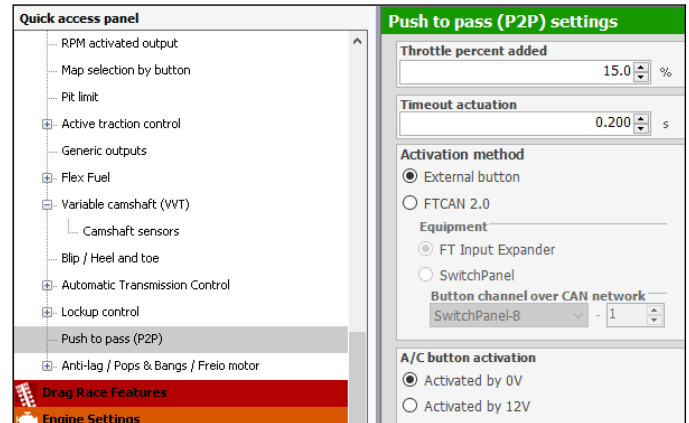 Quick access panel
RPM activated output
Map selection by button
Pit limit
Active traction control
Generic outputs
Flex Fuel
Variable camshaft (VVT)
Camshaft sensors
Blip / Heel and toe
Automatic Transmission Control
Lockup control
Push to pass (P2P)
Anti-lag / Pops & Bangs / Freio motor
Drag Race Features
Engine Settings
Push to pass (P2P) settings
Throttle percent added
15.0 %
Timeout actuation
0.200 s
Activation method
External button
FTCAN 2.0
Equipment
FT Input Expander
SwitchPanel
Button channel over CAN network
SwitchPanel-8 - 1
A/C button activation
Activated by 0V
Activated by 12V